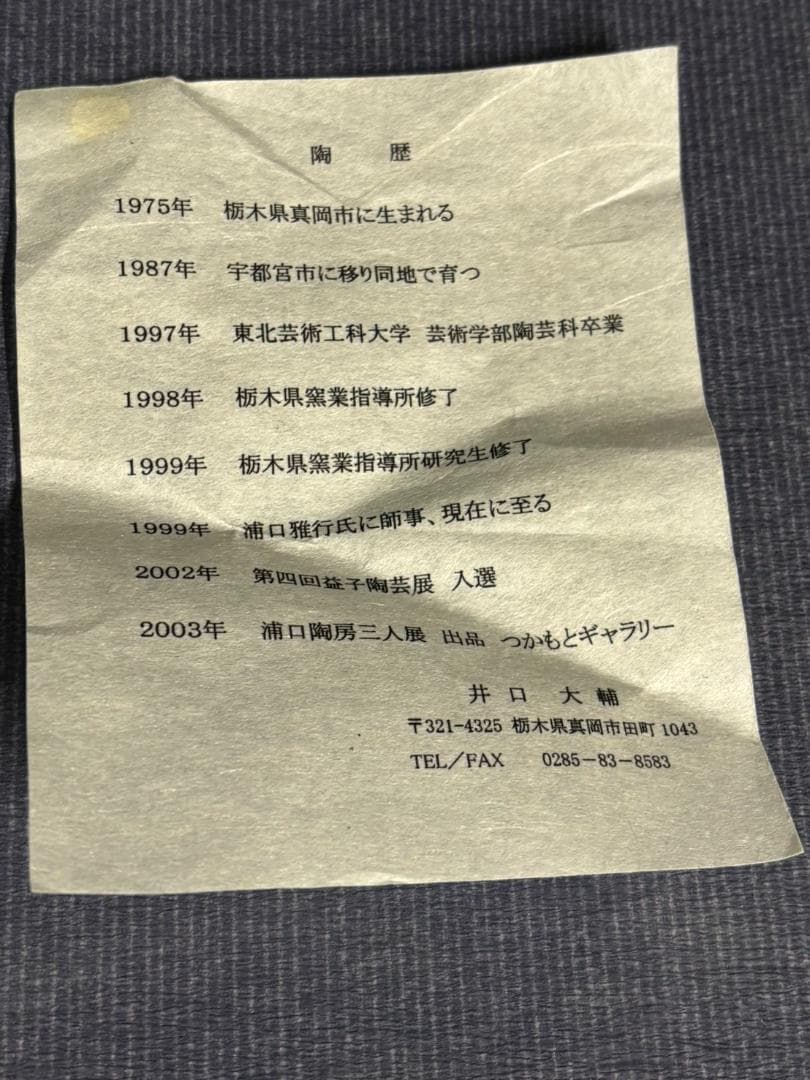 陶　歴
1975年　栃木県真岡市に生まれる
1987年　宇都宮市に移り同地で育つ
1997年　東北芸術工科大学　芸術学部陶芸科卒業
1998年　栃木県窯業指導所修了
1999年　栃木県窯業指導所研究生修了
1999年　浦口雅行氏に師事、現在に至る
2002年　第四回益子陶芸展　入選
2003年　浦口陶房三人展　出品　つかもとギャラリー
井口　大輔
〒321-4325 栃木県真岡市田町1043
TEL／FAX　0285－83－8583